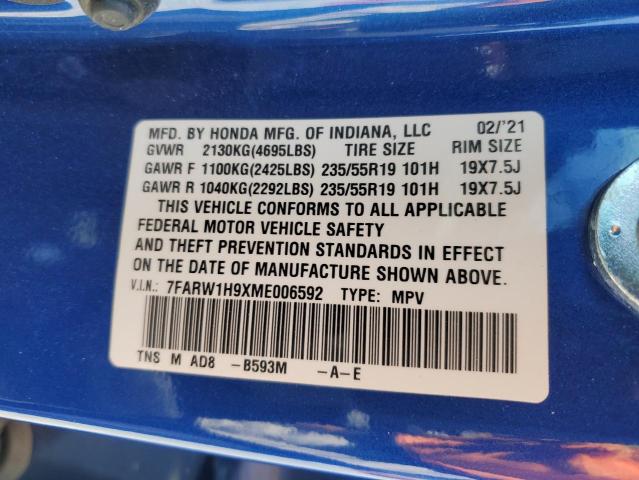 MFD. BY HONDA MFG. OF INDIANA, LLC 02/'21
GVWR 2130KG(4695LBS) TIRE SIZE RIM SIZE
GAWR F 1100KG(2425LBS) 235/55R19 101H 19X7.5J
GAWR R 1040KG(2292LBS) 235/55R19 101H 19X7.5J
THIS VEHICLE CONFORMS TO ALL APPLICABLE
FEDERAL MOTOR VEHICLE SAFETY
AND THEFT PREVENTION STANDARDS IN EFFECT
ON THE DATE OF MANUFACTURE SHOWN ABOVE.
V.I.N.: 7FARW1H9XME006592 TYPE: MPV
TNS M AD8 -B593M -A-E